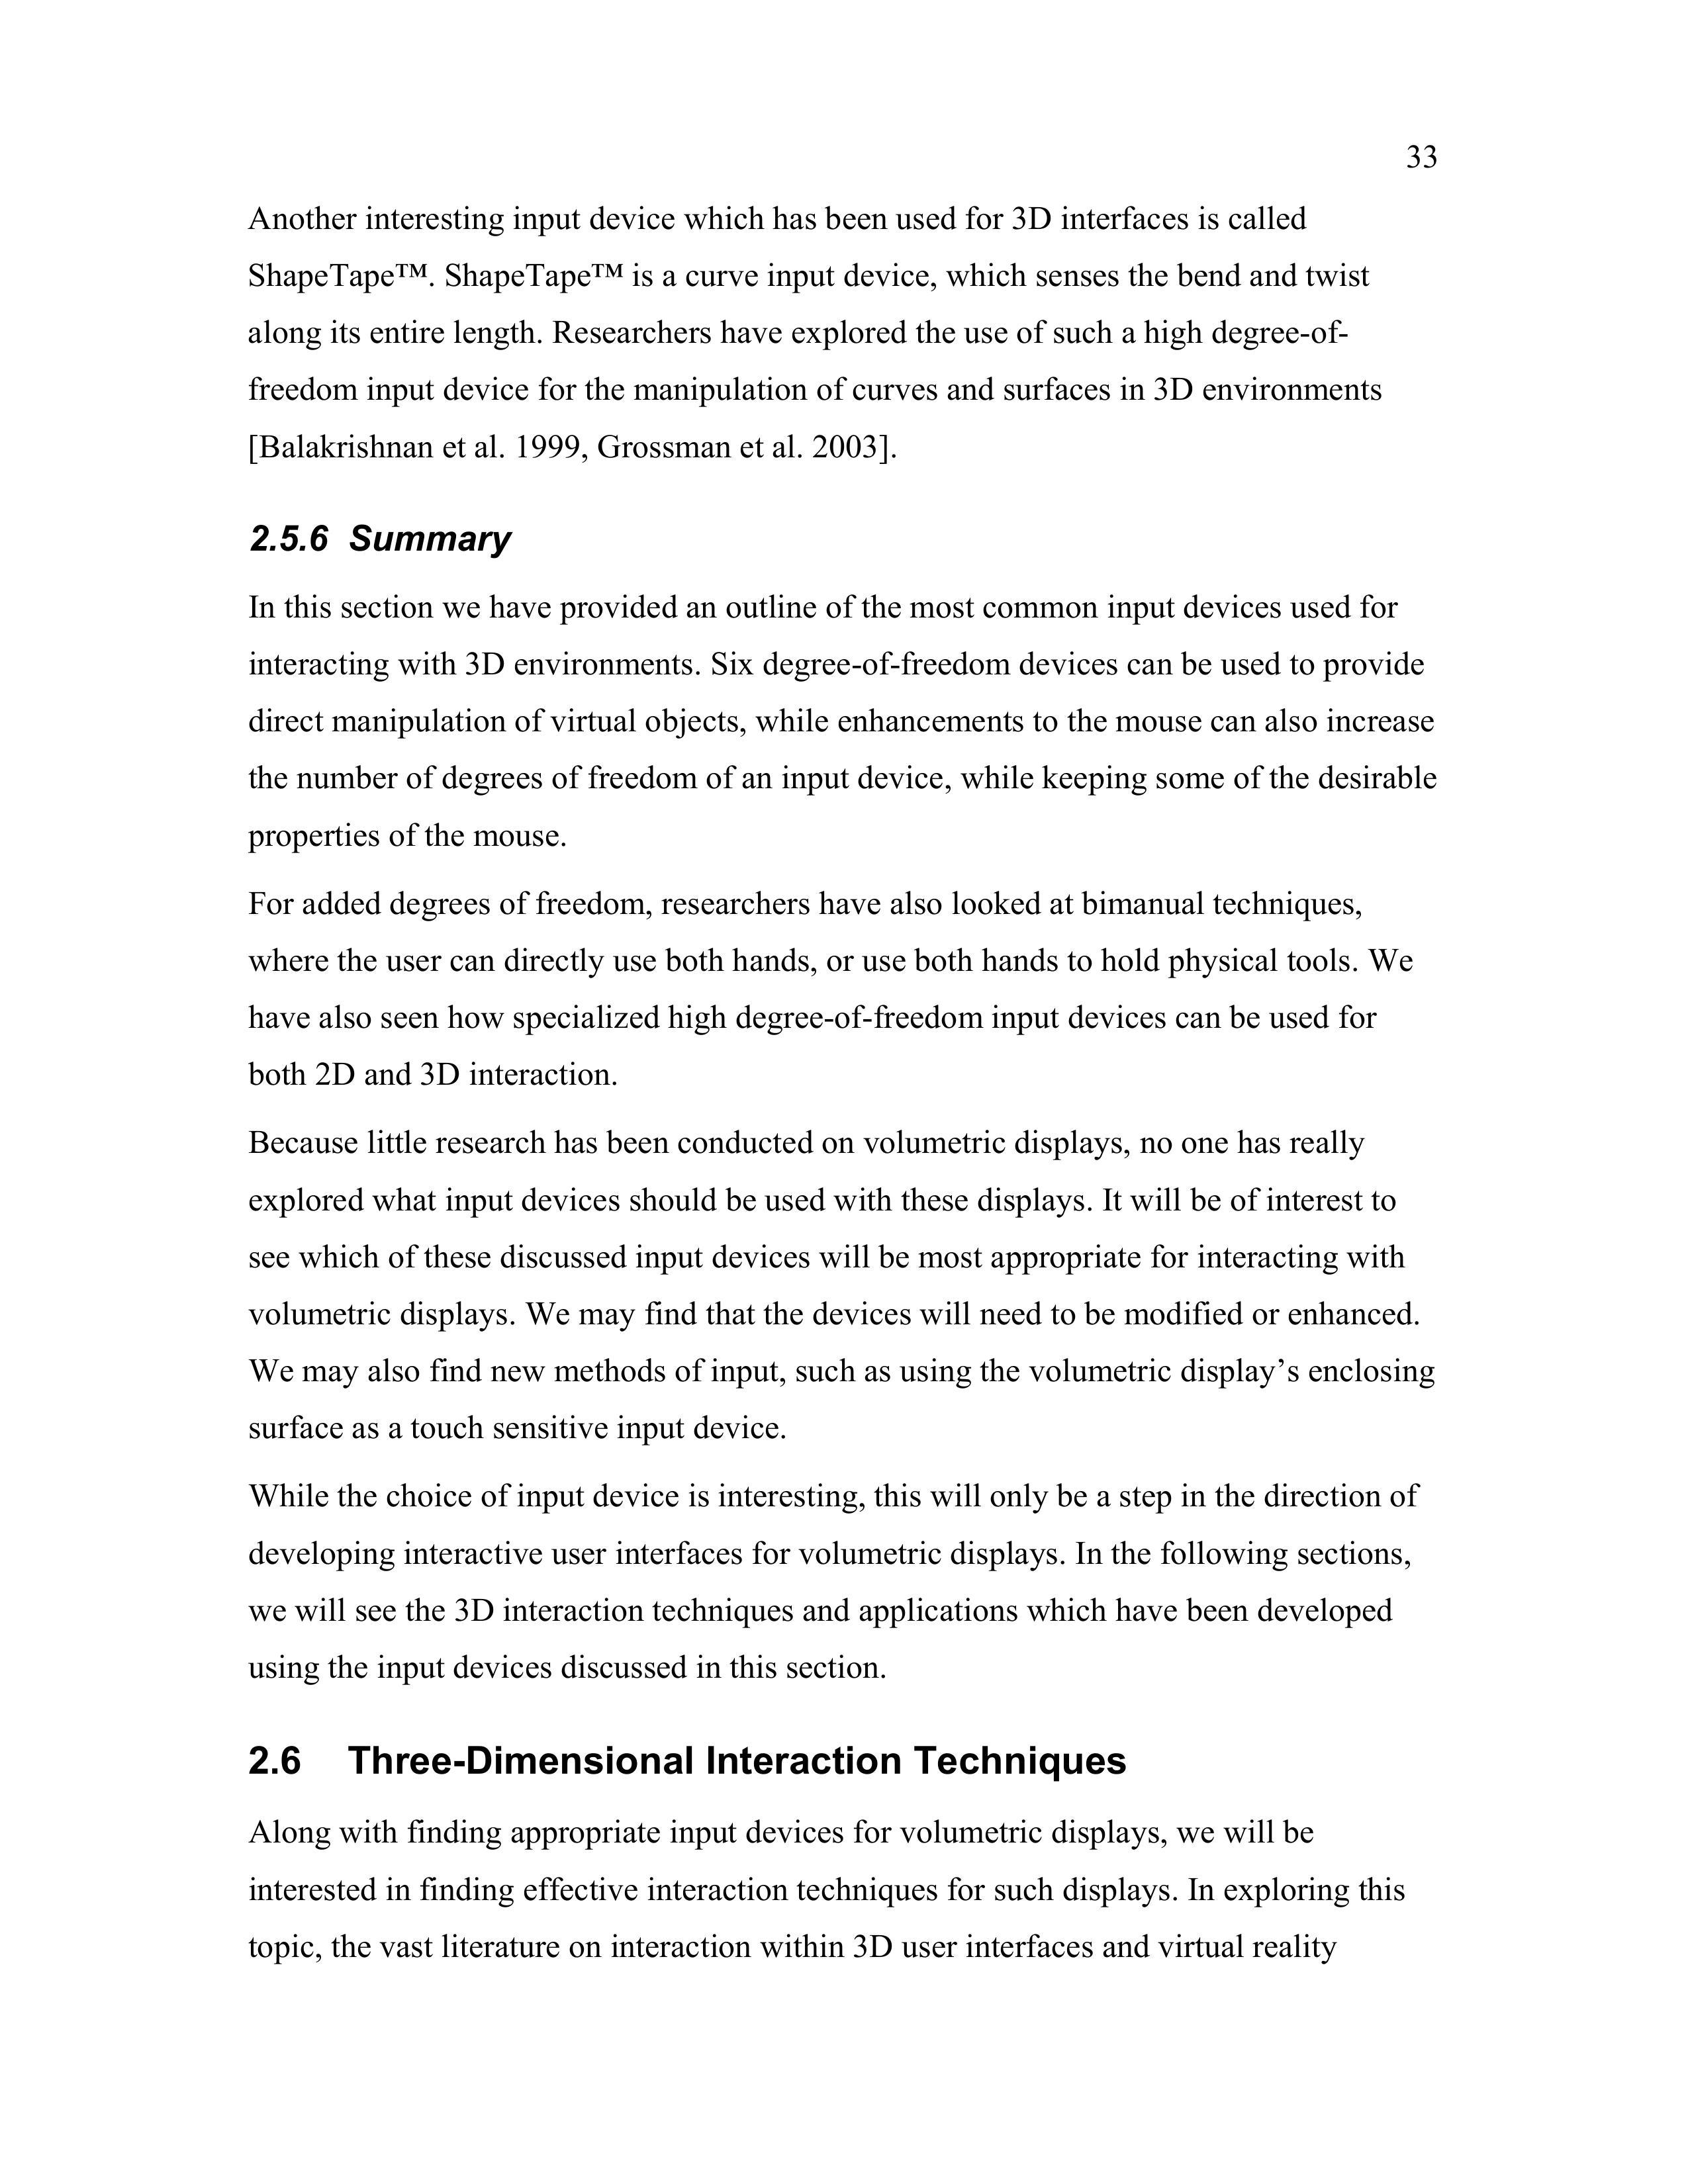 33
Another interesting input device which has been used for 3D interfaces is called
ShapeTape™. ShapeTape™ is a curve input device, which senses the bend and twist
along its entire length. Researchers have explored the use of such a high degree-of-
freedom input device for the manipulation of curves and surfaces in 3D environments
[Balakrishnan et al. 1999, Grossman et al. 2003].
2.5.6 Summary
In this section we have provided an outline of the most common input devices used for
interacting with 3D environments. Six degree-of-freedom devices can be used to provide
direct manipulation of virtual objects, while enhancements to the mouse can also increase
the number of degrees of freedom of an input device, while keeping some of the desirable
properties of the mouse.
For added degrees of freedom, researchers have also looked at bimanual techniques,
where the user can directly use both hands, or use both hands to hold physical tools. We
have also seen how specialized high degree-of-freedom input devices can be used for
both 2D and 3D interaction.
Because little research has been conducted on volumetric displays, no one has really
explored what input devices should be used with these displays. It will be of interest to
see which of these discussed input devices will be most appropriate for interacting with
volumetric displays. We may find that the devices will need to be modified or enhanced.
We may also find new methods of input, such as using the volumetric display’s enclosing
surface as a touch sensitive input device.
While the choice of input device is interesting, this will only be a step in the direction of
developing interactive user interfaces for volumetric displays. In the following sections,
we will see the 3D interaction techniques and applications which have been developed
using the input devices discussed in this section.
2.6 Three-Dimensional Interaction Techniques
Along with finding appropriate input devices for volumetric displays, we will be
interested in finding effective interaction techniques for such displays. In exploring this
topic, the vast literature on interaction within 3D user interfaces and virtual reality